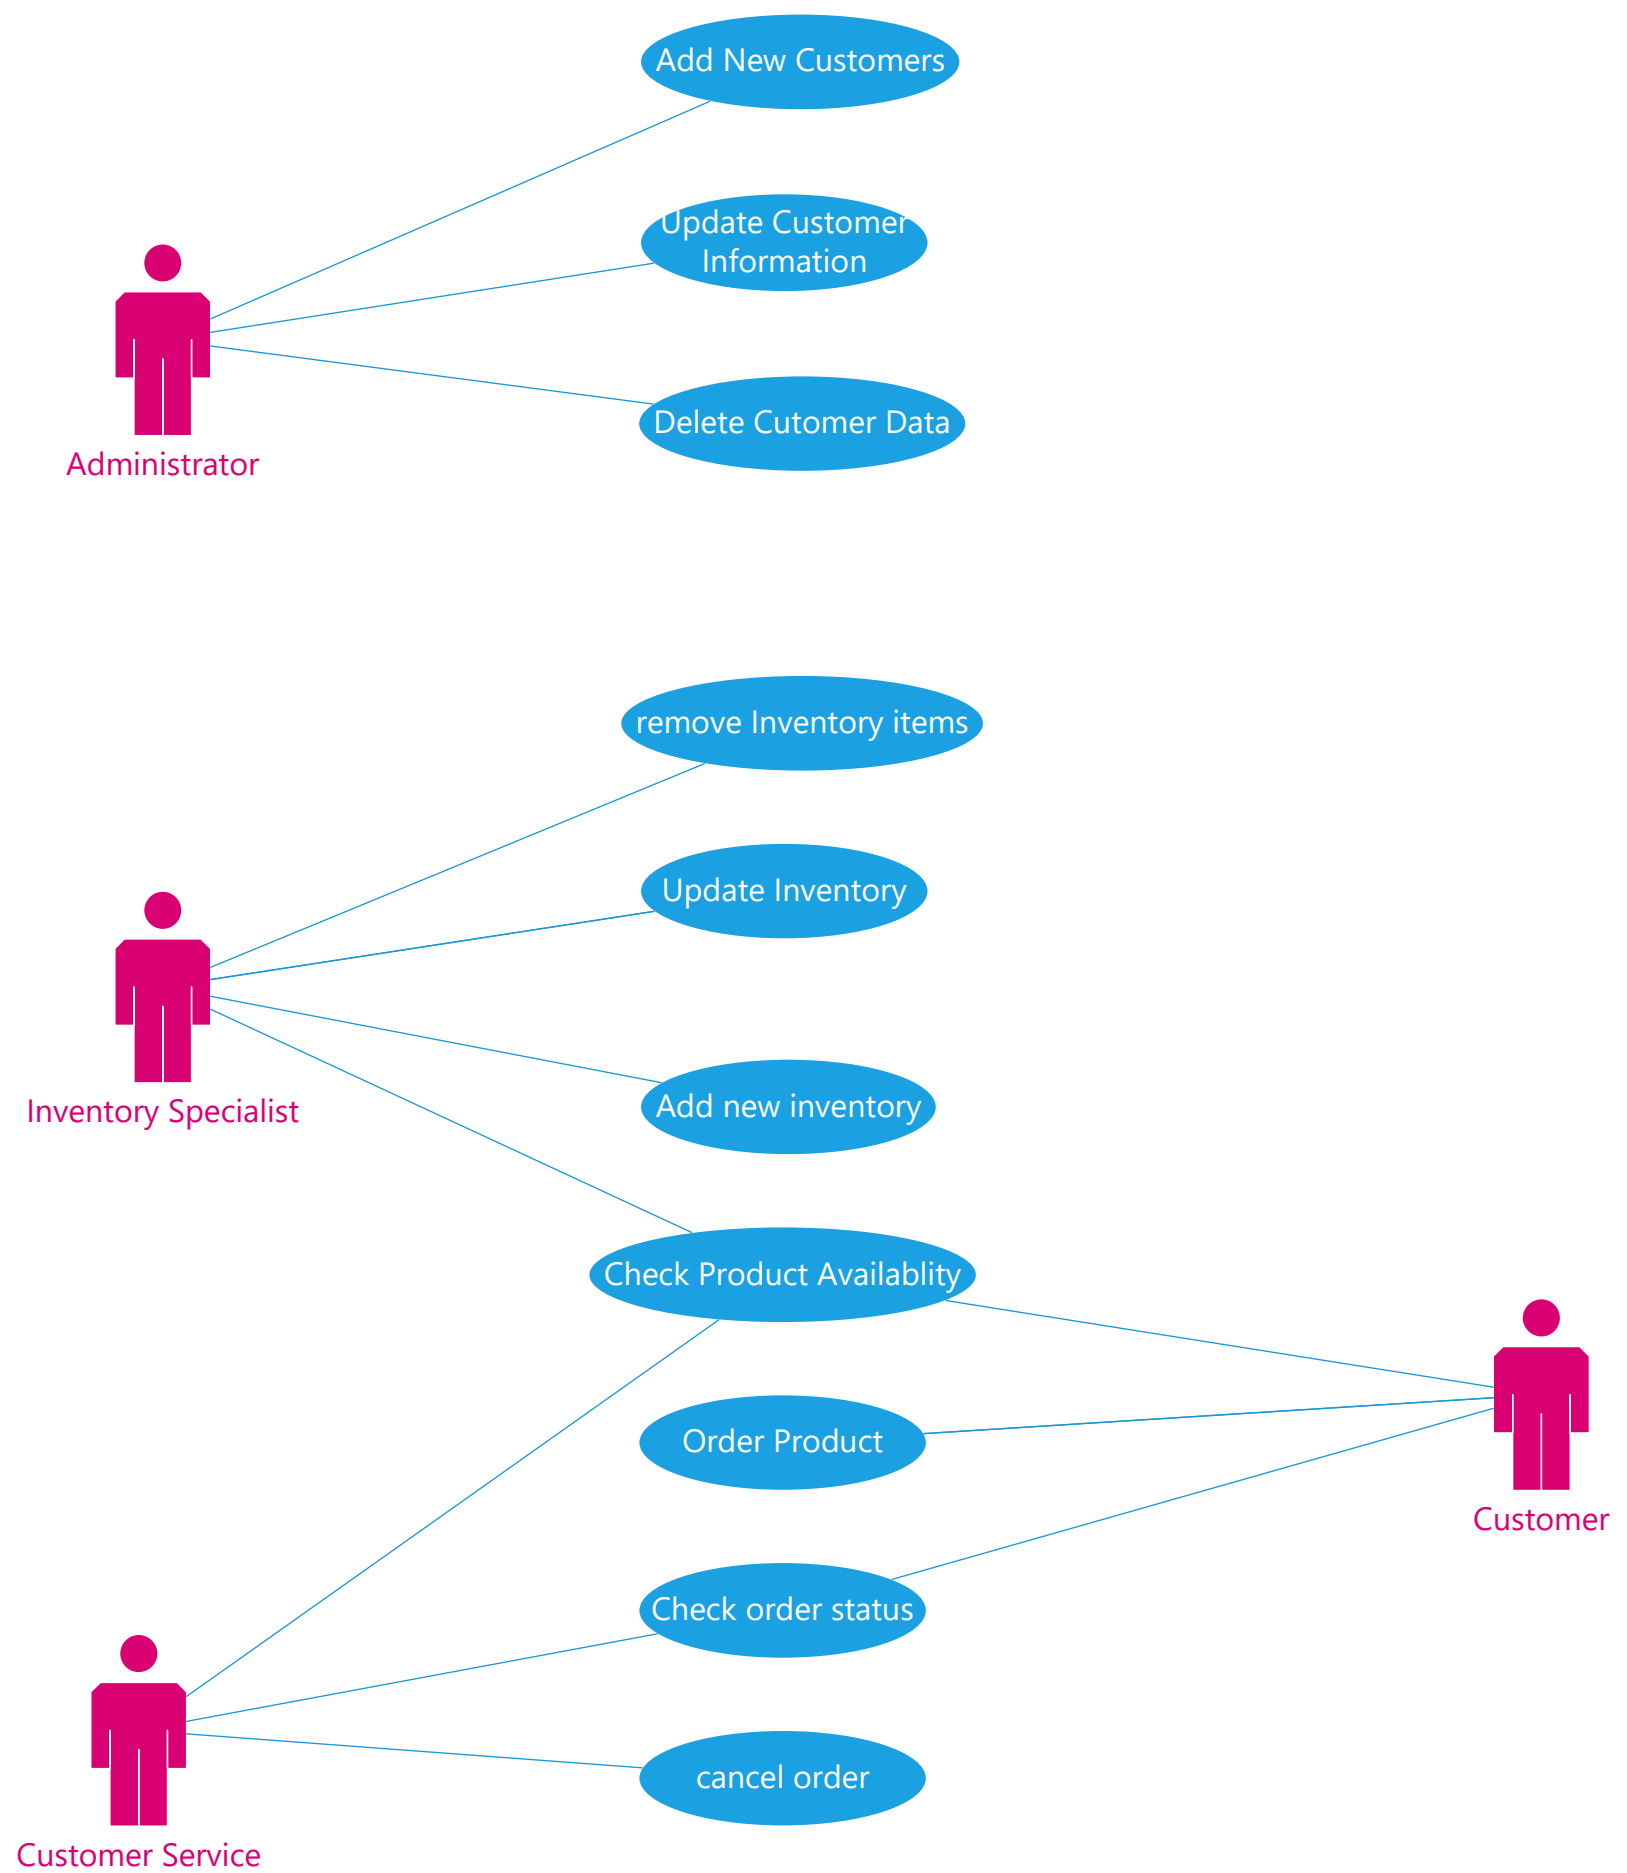 Add New Customers
Update Customer
Information
Delete Cutomer Data
Administrator
remove Inventory items
Update Inventory
Add new inventory
Inventory Specialist
Check Product Availablity
Order Product
Customer
Check order status
cancel order
Customer Service